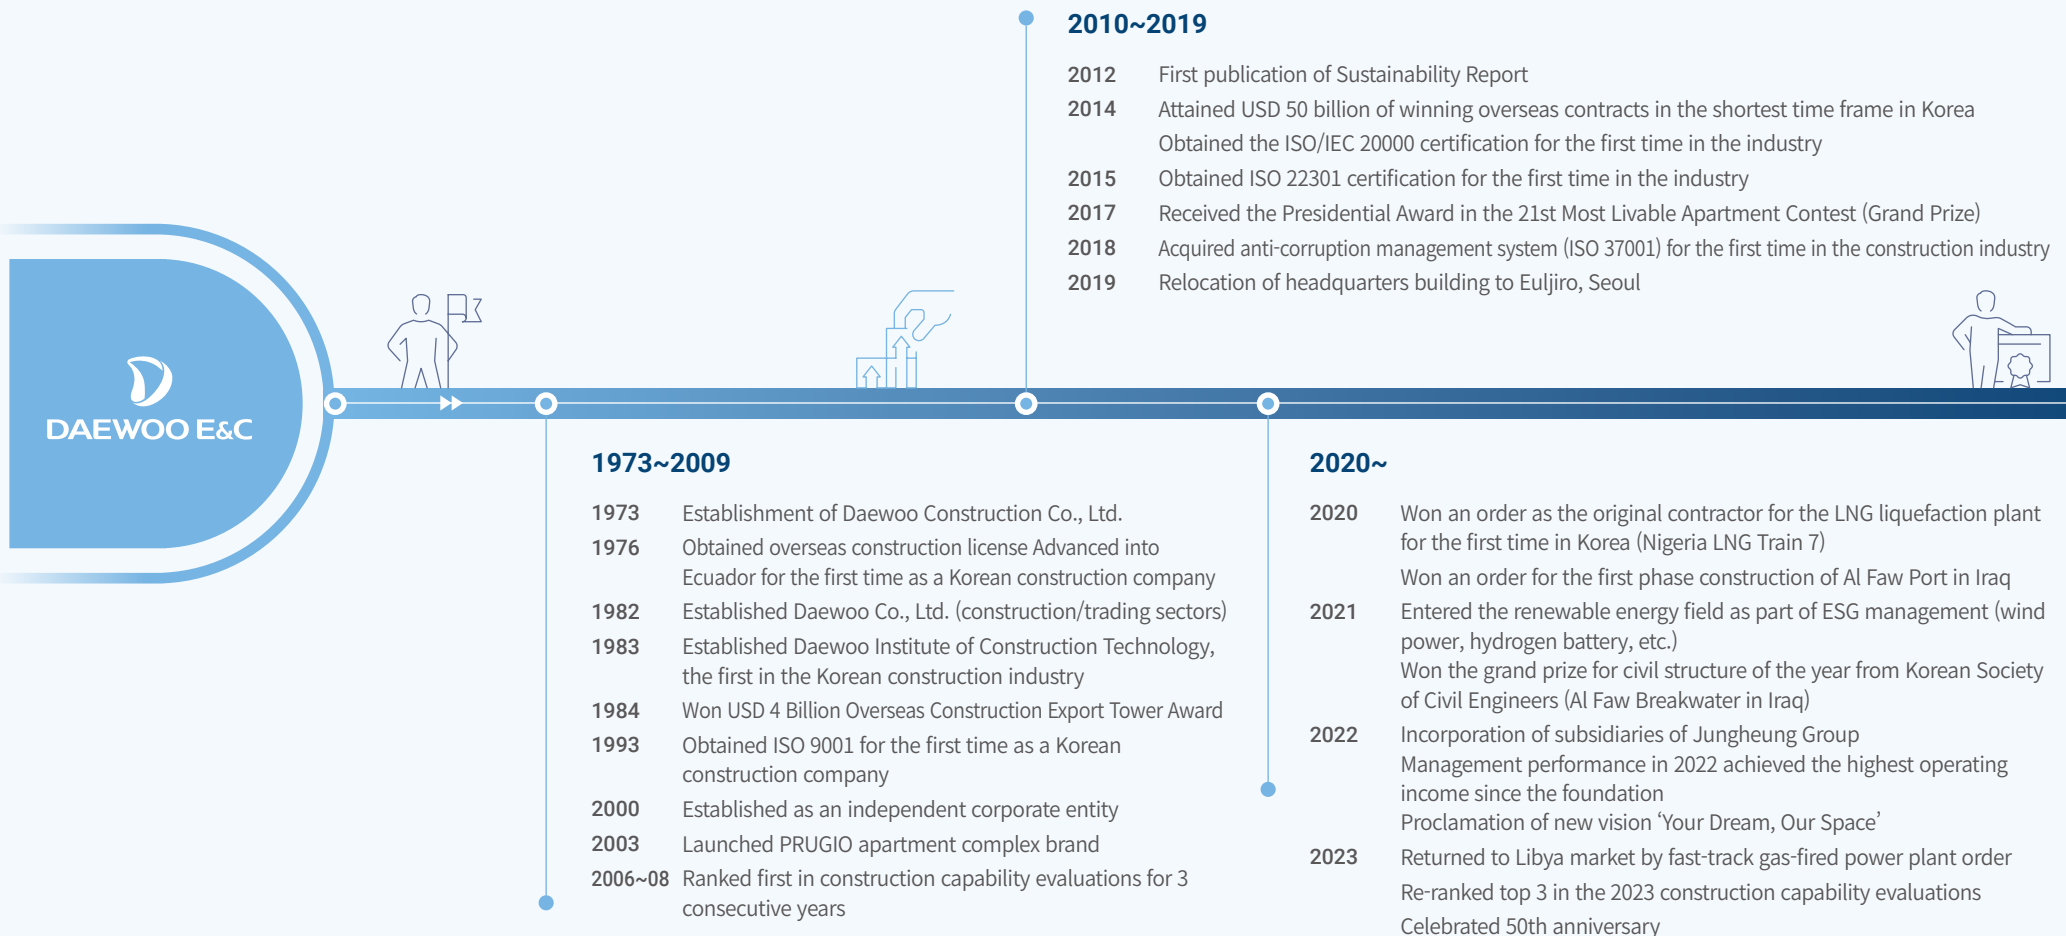 DAEWOO E&C
1973~2009
1973 Establishment of Daewoo Construction Co., Ltd.
1976 Obtained overseas construction license Advanced into
Ecuador for the first time as a Korean construction company
1982 Established Daewoo Co., Ltd. (construction/trading sectors)
1983 Established Daewoo Institute of Construction Technology,
the first in the Korean construction industry
1984 Won USD 4 Billion Overseas Construction Export Tower Award
1993 Obtained ISO 9001 for the first time as a Korean
construction company
2000 Established as an independent corporate entity
2003 Launched PRUGIO apartment complex brand
2006~08 Ranked first in construction capability evaluations for 3
consecutive years
2010~2019
2012 First publication of Sustainability Report
2014 Attained USD 50 billion of winning overseas contracts in the shortest time frame in Korea
Obtained the ISO/IEC 20000 certification for the first time in the industry
2015 Obtained ISO 22301 certification for the first time in the industry
2017 Received the Presidential Award in the 21st Most Livable Apartment Contest (Grand Prize)
2018 Acquired anti-corruption management system (ISO 37001) for the first time in the construction industry
2019 Relocation of headquarters building to Euljiro, Seoul
2020~
2020 Won an order as the original contractor for the LNG liquefaction plant
for the first time in Korea (Nigeria LNG Train 7)
Won an order for the first phase construction of Al Faw Port in Iraq
2021 Entered the renewable energy field as part of ESG management (wind
power, hydrogen battery, etc.)
Won the grand prize for civil structure of the year from Korean Society
of Civil Engineers (Al Faw Breakwater in Iraq)
2022 Incorporation of subsidiaries of Jungheung Group
Management performance in 2022 achieved the highest operating
income since the foundation
Proclamation of new vision ‘Your Dream, Our Space’
2023 Returned to Libya market by fast-track gas-fired power plant order
Re-ranked top 3 in the 2023 construction capability evaluations
Celebrated 50th anniversary